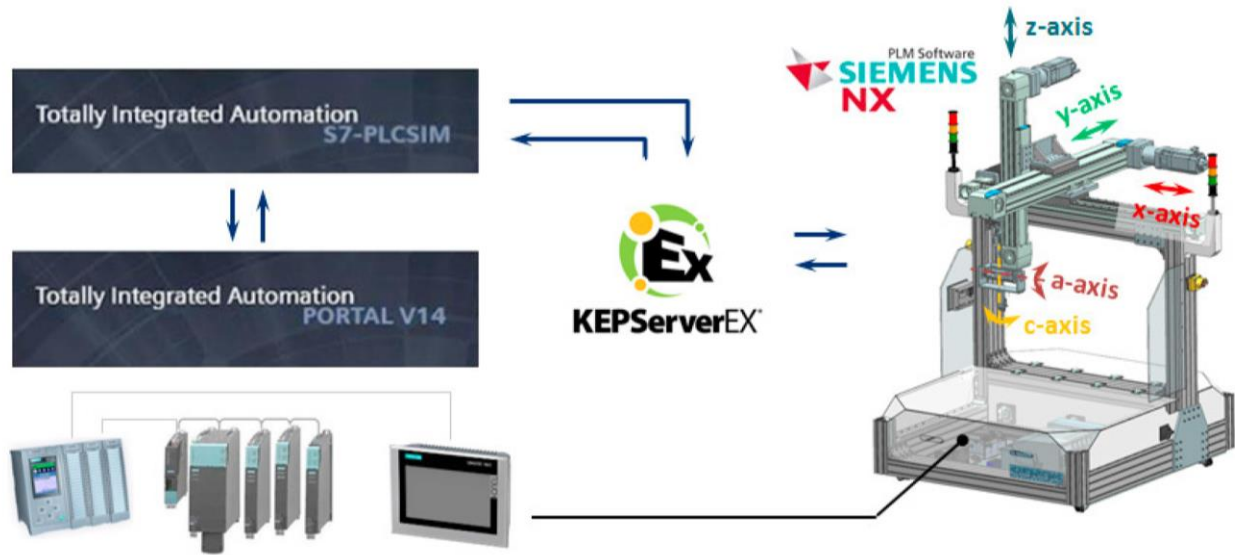 Totally Integrated Automation
S7-PLCSIM
Totally Integrated Automation
PORTAL V14
Ex
KEPServerEX
PLM Software
SIEMENS
NX
z-axis
y-axis
x-axis
a-axis
c-axis